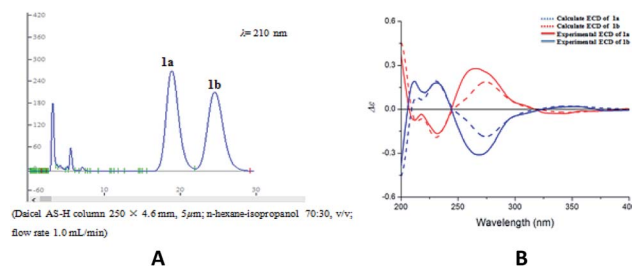 +420
360
300
240
180
120
60
-60
10
20
30
λ= 210 nm
1a
1b
(Daicel AS-H column 250 × 4.6 mm, 5μm; n-hexane-isopropanol 70:30, v/v;
flow rate 1.0 mL/min)
A
0.6
0.3
0.0
-0.3
-0.6
Δε
200
250
300
350
400
Wavelength (nm)
Calculate ECD of 1a
Calculate ECD of 1b
Experimental ECD of 1a
Experimental ECD of 1b
B